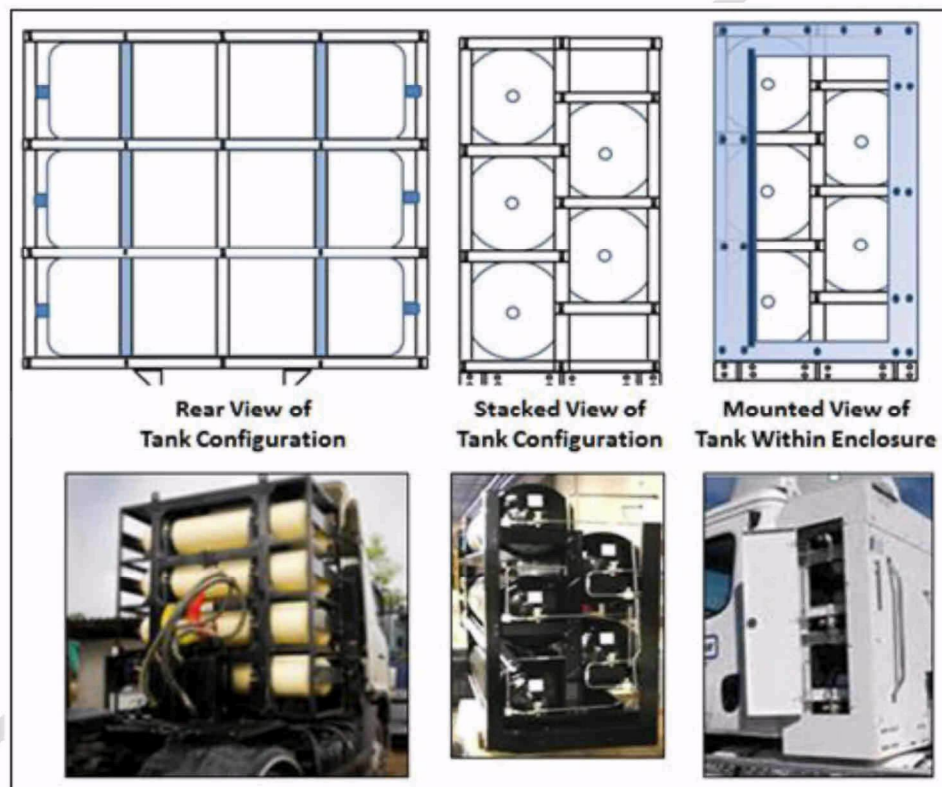 Rear View of
Tank Configuration
Stacked View of
Tank Configuration
Mounted View of
Tank Within Enclosure